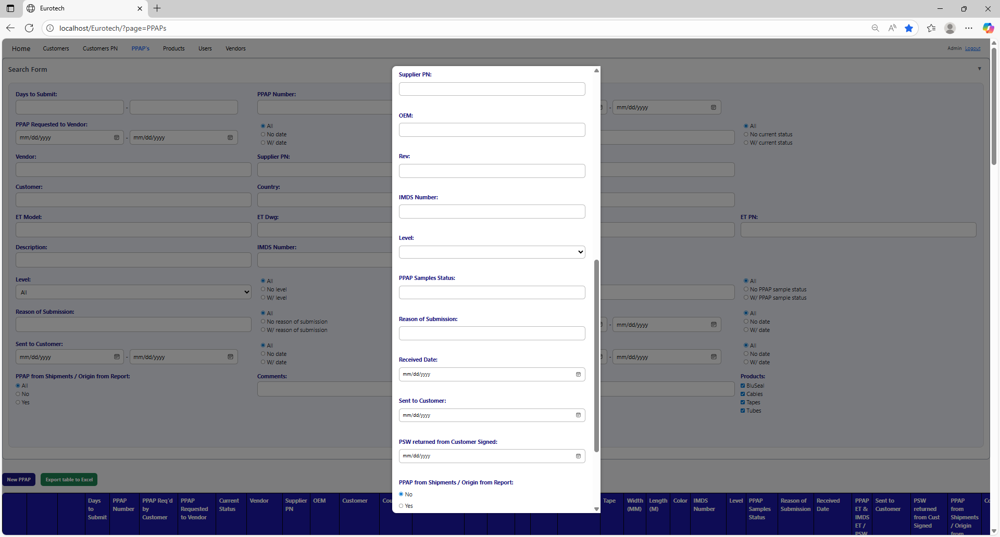 Eurotech
localhost/Eurotech/?page=PPAPs
Home Customers Customers PN PPAP's Products Users Vendors Admin Logout
Search Form
Days to Submit: PPAP Number:
- - mm/dd/yyyy
PPAP Requested to Vendor:
mm/dd/yyyy - mm/dd/yyyy
All
No date
W/ date
All
No current status
W/ current status
Vendor: Supplier PN:
Customer: Country:
ET Model: ET Dwg: ET PN:
Description: IMDS Number:
Level:
All
All
No level
W/ level
All
No PPAP sample status
W/ PPAP sample status
Reason of Submission:
All
No reason of submission
W/ reason of submission
- mm/dd/yyyy
All
No date
W/ date
Sent to Customer:
mm/dd/yyyy - mm/dd/yyyy
All
No date
W/ date
- mm/dd/yyyy
All
No date
W/ date
PPAP from Shipments / Origin from Report:
All
No
Yes
Comments:
Products:
BluSeal
Cables
Tapes
Tubes
Supplier PN:
OEM:
Rev:
IMDS Number:
Level:
PPAP Samples Status:
Reason of Submission:
Received Date:
mm/dd/yyyy
Sent to Customer:
mm/dd/yyyy
PSW returned from Customer Signed:
mm/dd/yyyy
PPAP from Shipments / Origin from Report:
No
Yes
New PPAP Export table to Excel
Days
to
Submit
PPAP
Number
PPAP Req'd
by
Customer
PPAP
Requested
to Vendor
Current
Status
Vendor
Supplier
PN
OEM
Customer
Cou
Tape
Width
(MM)
Length
(M)
Color
IMDS
Number
Level
PPAP
Samples
Status
Reason of
Submission
Received
Date
PPAP
ET &
IMDS
ET /
PSW
Sent to
Customer
PSW
returned
from Cust
Signed
PPAP
from
Shipments
/ Origin
from
Co